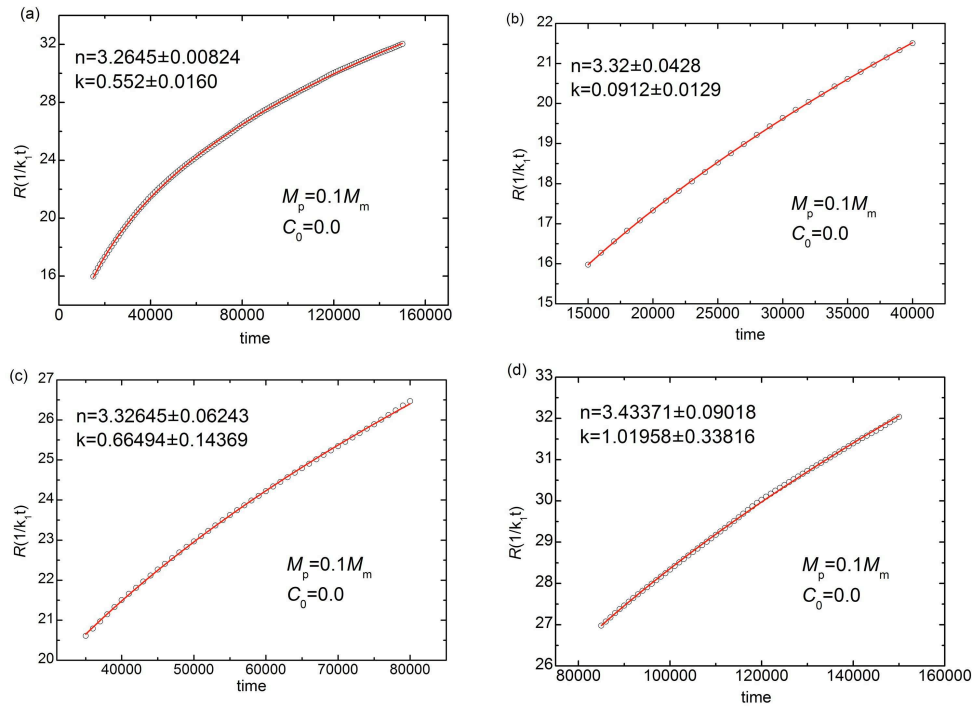 (a)
n=3.2645±0.00824
k=0.552±0.0160
Mp=0.1Mm
C0=0.0
R(1/k1t)
32
28
24
20
16
0 40000 80000 120000 160000
time
(b)
n=3.32±0.0428
k=0.0912±0.0129
Mp=0.1Mm
C0=0.0
R(1/k1t)
22
21
20
19
18
17
16
15
15000 20000 25000 30000 35000 40000
time
(c)
n=3.32645±0.06243
k=0.66494±0.14369
Mp=0.1Mm
C0=0.0
R(1/k1t)
27
26
25
24
23
22
21
20
40000 50000 60000 70000 80000
time
(d)
n=3.43371±0.09018
k=1.01958±0.33816
Mp=0.1Mm
C0=0.0
R(1/k1t)
33
32
31
30
29
28
27
26
80000 100000 120000 140000 160000
time